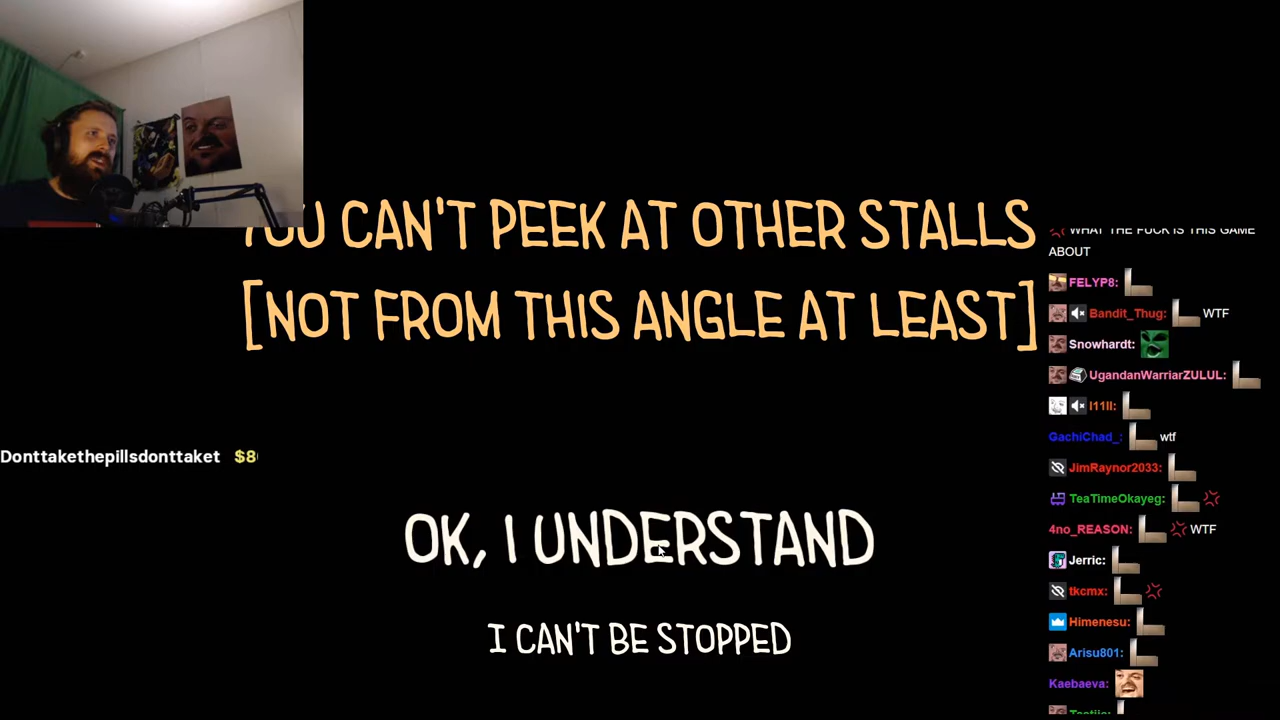 YOU CAN'T PEEK AT OTHER STALLS
[NOT FROM THIS ANGLE AT LEAST]
Donttakethepillsdonttaket $8
OK, I UNDERSTAND
I CAN'T BE STOPPED
WHAT THE FUCK IS THIS GAME
ABOUT
FELYP8:
Bandit_Thug: WTF
Snowhardt:
UgandanWarriarZULUL:
GachiChad_: wtf
JimRaynor2033:
TeaTimeOkayeg:
4no_REASON: WTF
Jerric:
tkcmx:
Himenesu:
Arisu801:
Kaebaeva: